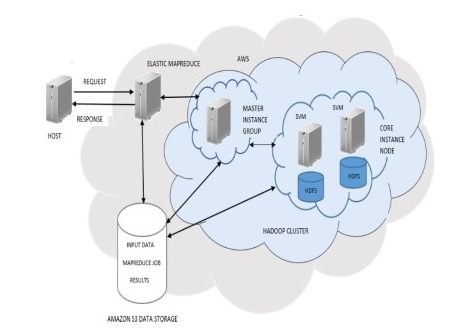 AWS
ELASTIC MAPREDUCE
REQUEST
RESPONSE
HOST
MASTER
INSTANCE
GROUP
SVM
SVM
CORE
INSTANCE
NODE
HDFS
HDFS
HADOOP CLUSTER
INPUT DATA
MAPREDUCE JOB
RESULTS
AMAZON S3 DATA STORAGE